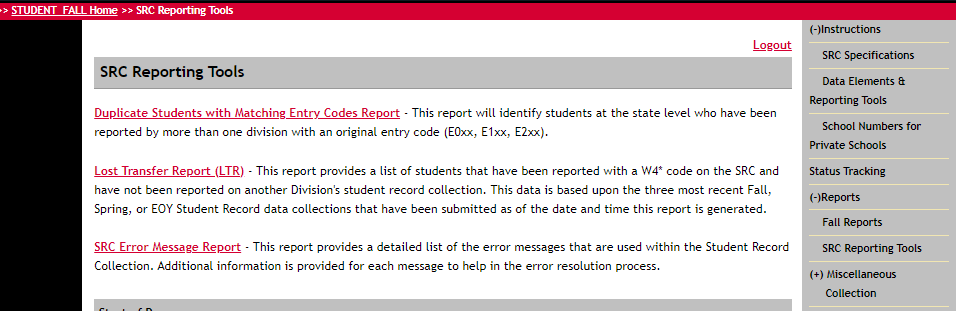 >> STUDENT_FALL Home >> SRC Reporting Tools
Logout
SRC Reporting Tools
Duplicate Students with Matching Entry Codes Report - This report will identify students at the state level who have been
reported by more than one division with an original entry code (E0xx, E1xx, E2xx).
Lost Transfer Report (LTR) - This report provides a list of students that have been reported with a W4* code on the SRC and
have not been reported on another Division's student record collection. This data is based upon the three most recent Fall,
Spring, or EOY Student Record data collections that have been submitted as of the date and time this report is generated.
SRC Error Message Report - This report provides a detailed list of the error messages that are used within the Student Record
Collection. Additional information is provided for each message to help in the error resolution process.
(-)Instructions
SRC Specifications
Data Elements &
Reporting Tools
School Numbers for
Private Schools
Status Tracking
(-)Reports
Fall Reports
SRC Reporting Tools
(+) Miscellaneous
Collection